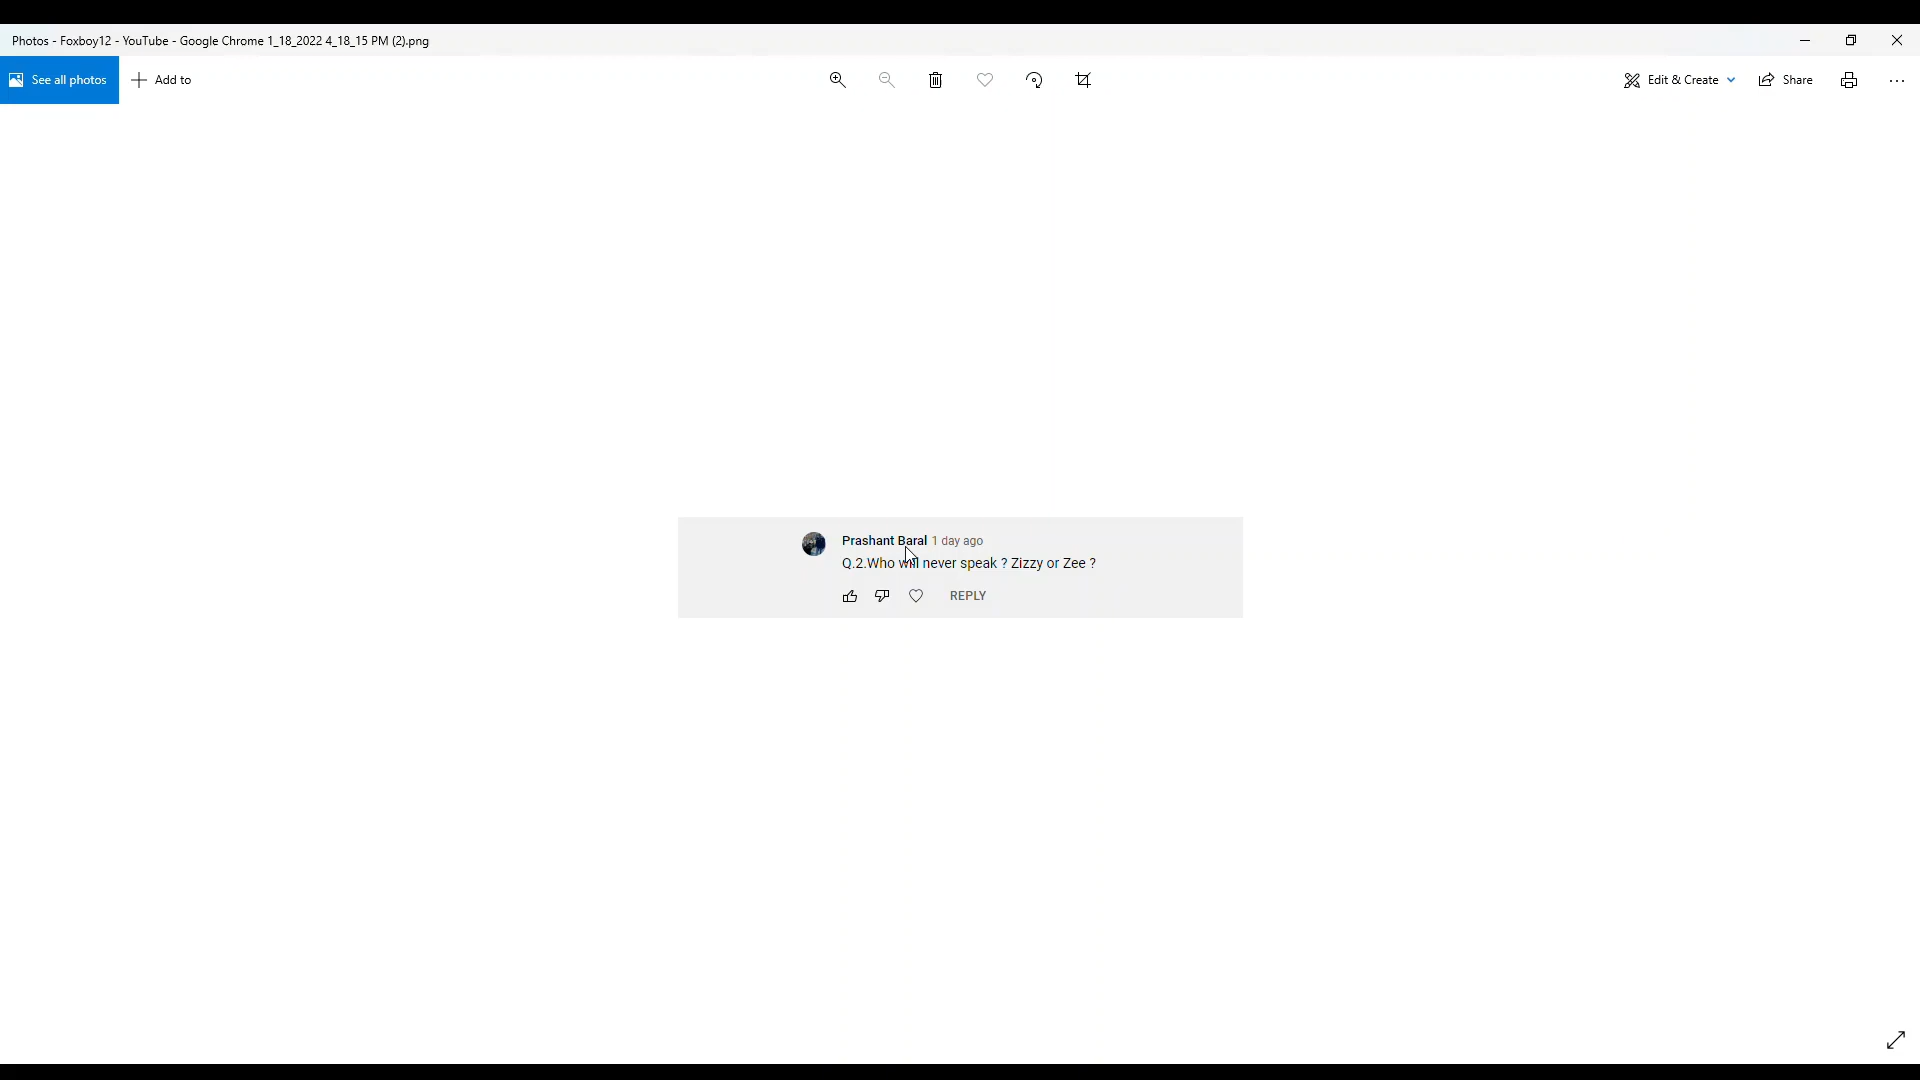 Photos - Foxboy12 - YouTube - Google Chrome 1_18_2022 4_18_15 PM (2).png
See all photos
Add to
Edit & Create
Share
Prashant Baral 1 day ago
Q.2.Who will never speak ? Zizzy or Zee ?
REPLY